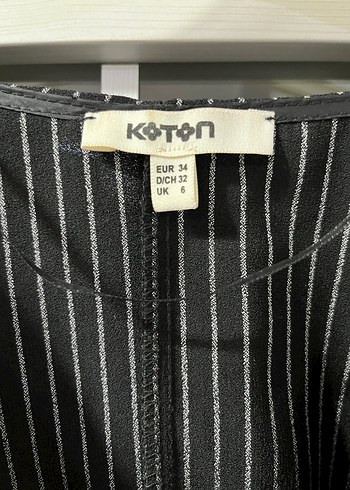 KOTON
EUR 34
D/CH 32
UK 6